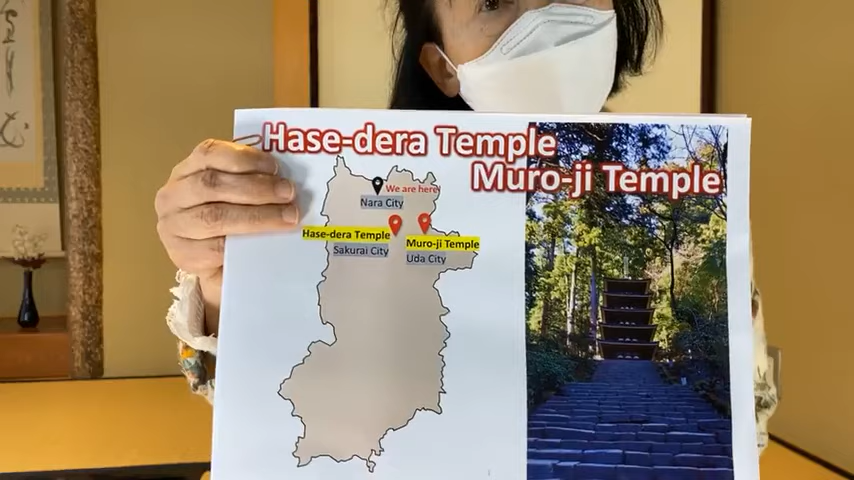 Hase-dera Temple
Muro-ji Temple
We are here
Nara City
Hase-dera Temple
Sakurai City
Muro-ji Temple
Uda City